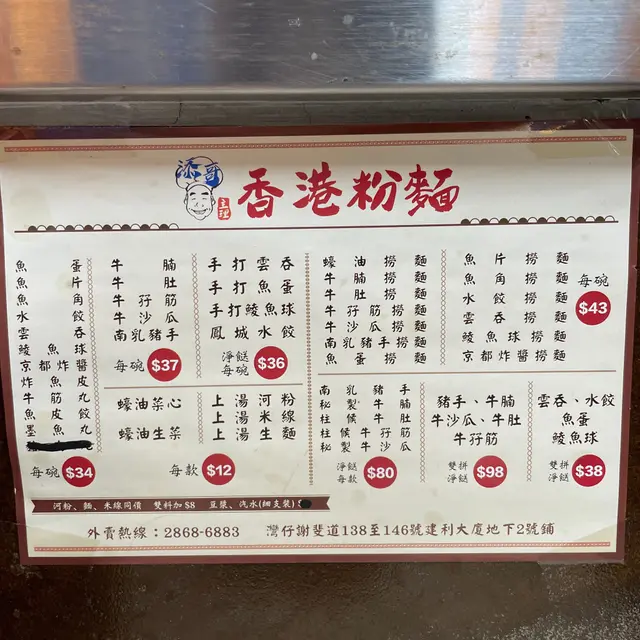 添哥
主理
香港粉麵
魚蛋
魚片
魚角
水餃
雲吞
鯪魚球
京都炸醬
炸魚皮
牛筋丸
魚皮餃
墨魚丸
每碗 $34
牛腩
牛肚
牛孖筋
牛沙瓜
南乳豬手
每碗 $37
手打雲吞
手打魚蛋
手打鯪魚球
鳳城水餃
淨餸
每碗 $36
蠔油菜心
蠔油生菜
上湯河粉
上湯米線
上湯生麵
每款 $12
蠔油撈麵
牛腩撈麵
牛肚撈麵
牛孖筋撈麵
牛沙瓜撈麵
南乳豬手撈麵
魚蛋撈麵
魚片撈麵
魚角撈麵
水餃撈麵
雲吞撈麵
鯪魚球撈麵
京都炸醬撈麵
每碗
$43
南乳豬手
秘製牛腩
柱候牛肚
柱候牛孖筋
秘製牛沙瓜
淨餸
每款 $80
豬手、牛腩
牛沙瓜、牛肚
牛孖筋
雙拼
淨餸 $98
雲吞、水餃
魚蛋
鯪魚球
雙拼
淨餸 $38
河粉、麵、米線同價 雙料加$8 豆漿、汽水(細支裝)
外賣熱線：2868-6883 灣仔謝斐道138至146號建利大廈地下2號鋪